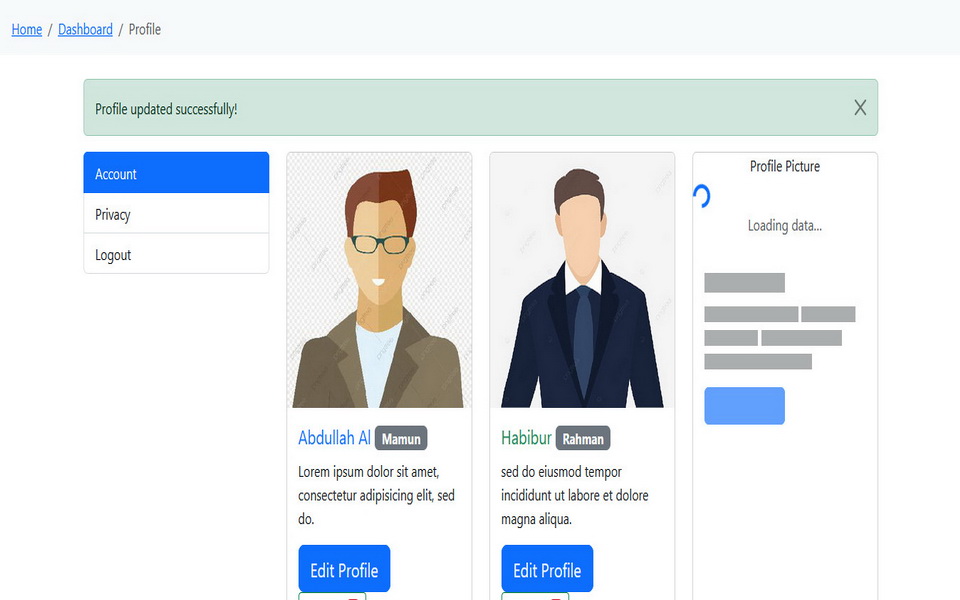 Home / Dashboard / Profile
Profile updated successfully!
Account
Privacy
Logout
Abdullah Al Mamun
Lorem ipsum dolor sit amet,
consectetur adipisicing elit, sed
do.
Edit Profile
Habibur Rahman
sed do eiusmod tempor
incididunt ut labore et dolore
magna aliqua.
Edit Profile
Profile Picture
Loading data...